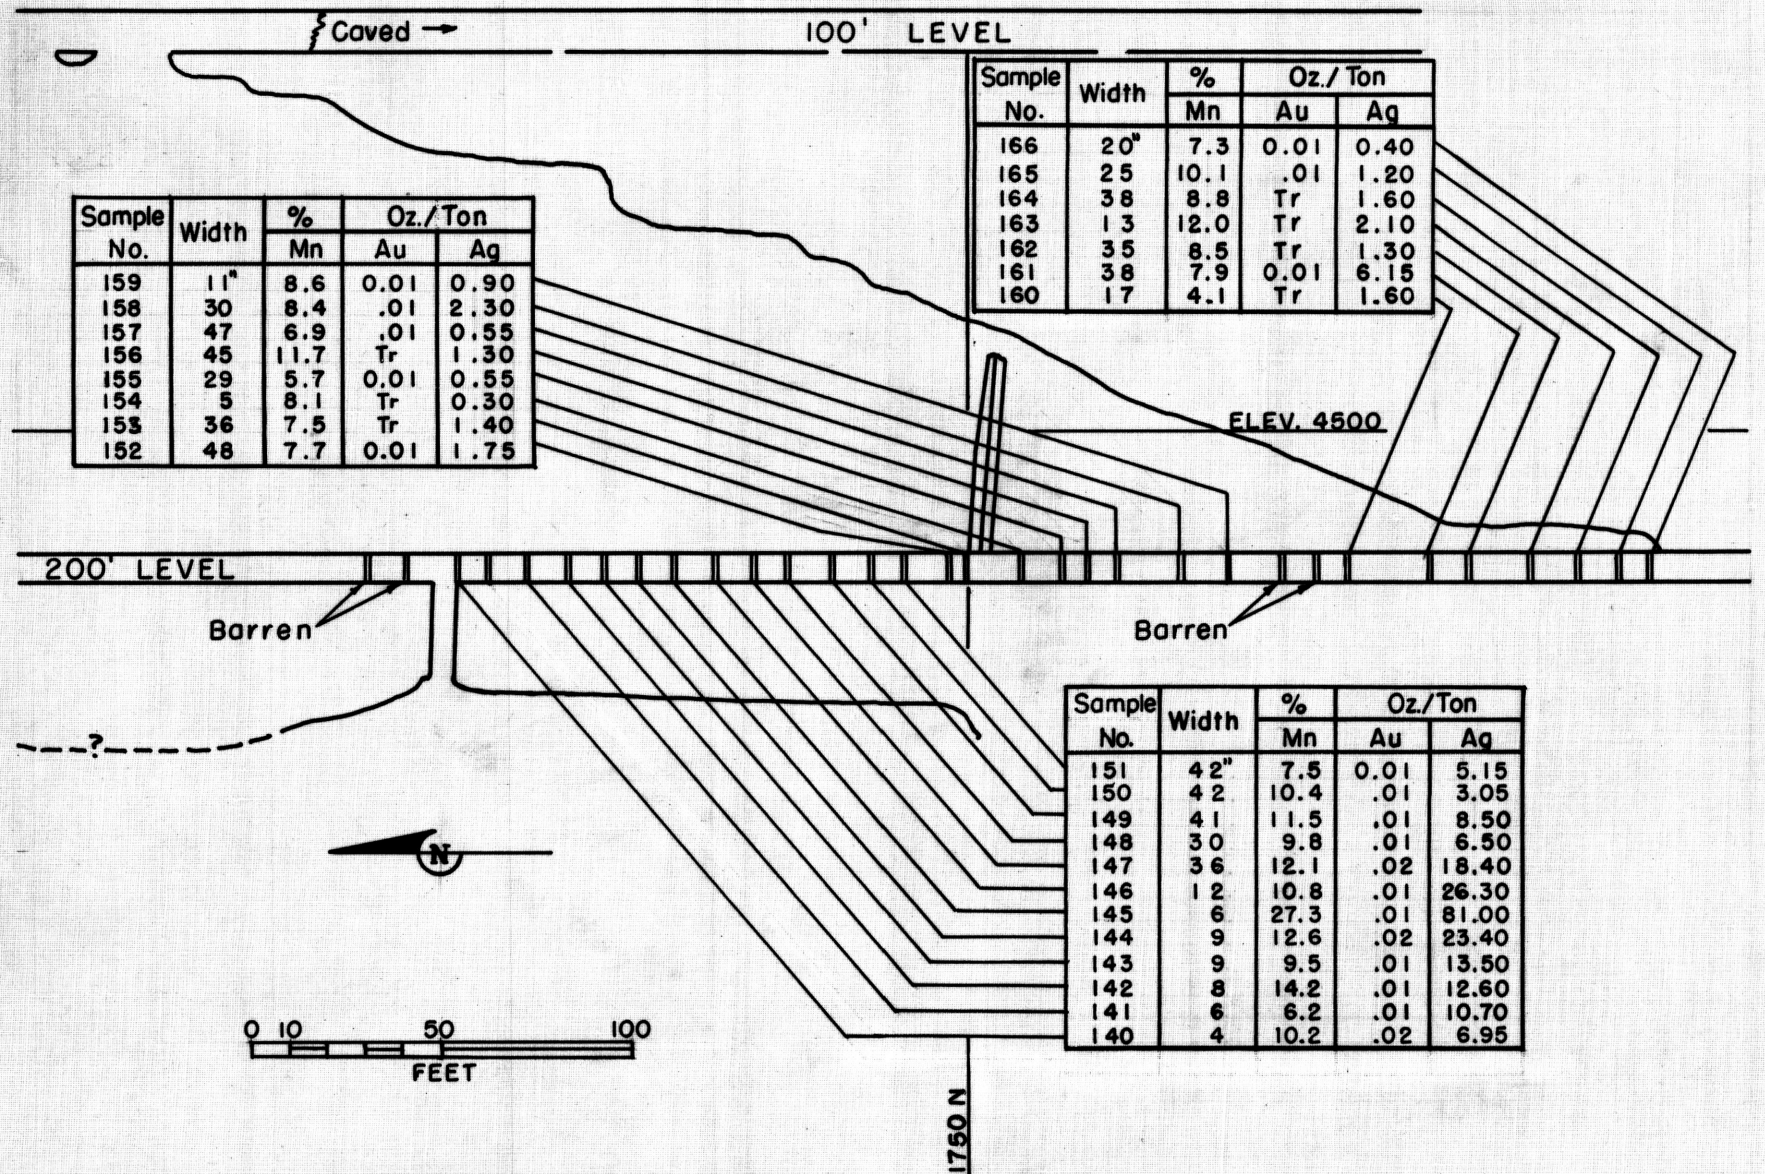 Caved
100' LEVEL
Sample No. Width % Mn Oz./Ton Au Ag
166 20" 7.3 0.01 0.40
165 25 10.1 .01 1.20
164 38 8.8 Tr 1.60
163 13 12.0 Tr 2.10
162 35 8.5 Tr 1.30
161 38 7.9 0.01 6.15
160 17 4.1 Tr 1.60
Sample No. Width % Mn Oz./Ton Au Ag
159 11" 8.6 0.01 0.90
158 30 8.4 .01 2.30
157 47 6.9 .01 0.55
156 45 11.7 Tr 1.30
155 29 5.7 0.01 0.55
154 5 8.1 Tr 0.30
153 36 7.5 Tr 1.40
152 48 7.7 0.01 1.75
ELEV. 4500
200' LEVEL
Barren
Barren
Sample No. Width % Mn Oz./Ton Au Ag
151 42" 7.5 0.01 5.15
150 42 10.4 .01 3.05
149 41 11.5 .01 8.50
148 30 9.8 .01 6.50
147 36 12.1 .02 18.40
146 12 10.8 .01 26.30
145 6 27.3 .01 81.00
144 9 12.6 .02 23.40
143 9 9.5 .01 13.50
142 8 14.2 .01 12.60
141 6 6.2 .01 10.70
140 4 10.2 .02 6.95
?
N
0 10 50 100
FEET
1750 N